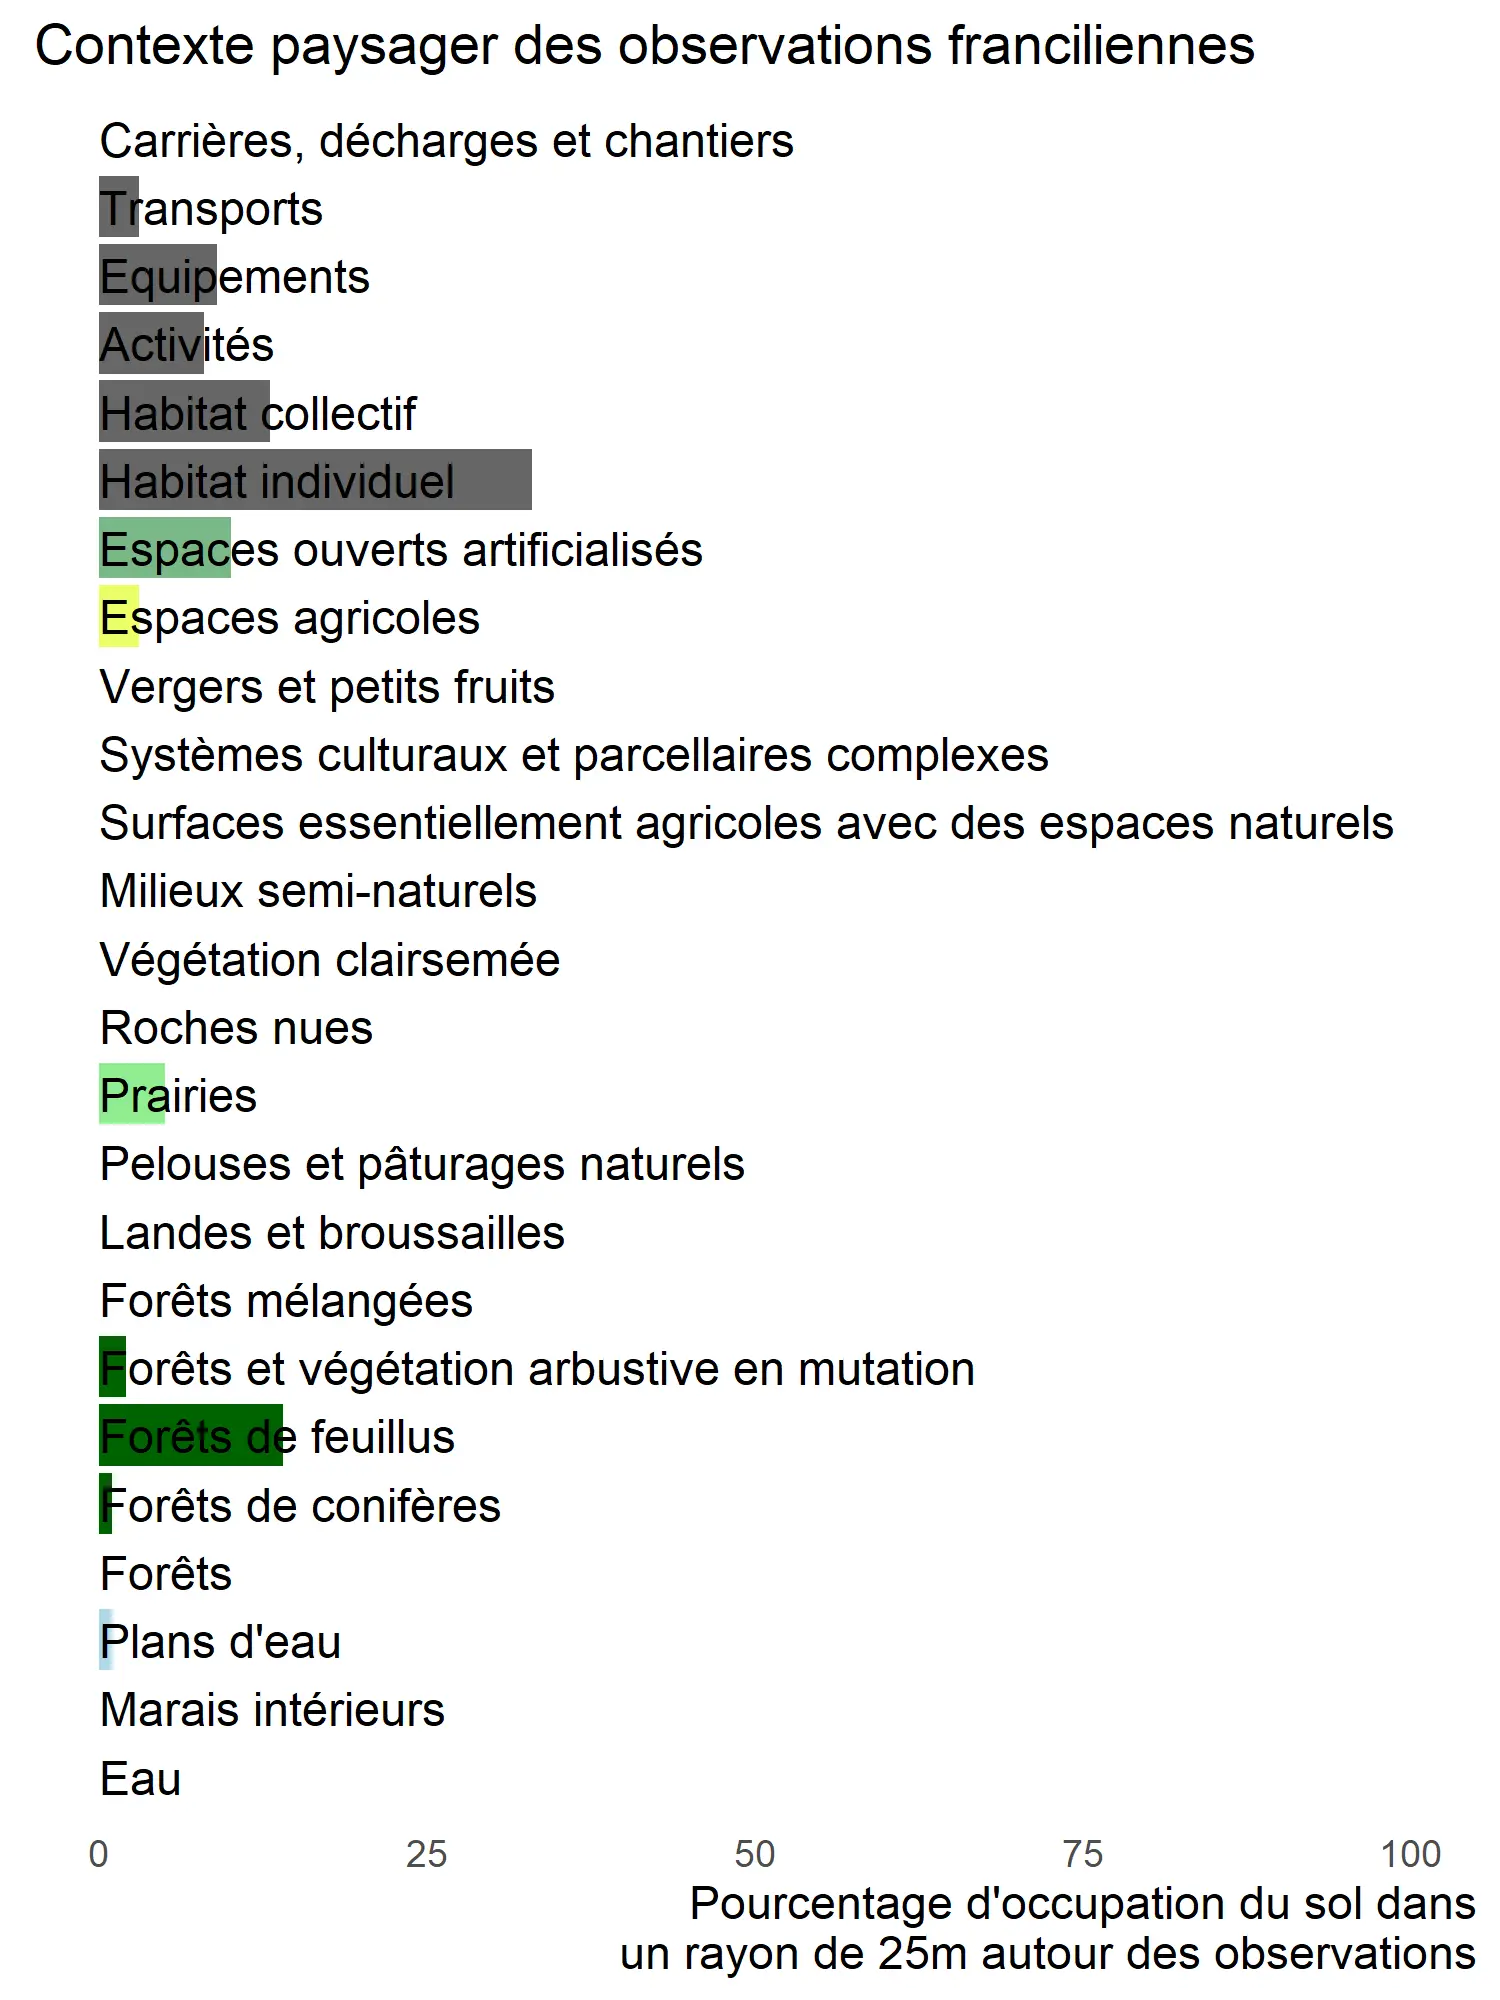 Contexte paysager des observations franciliennes
Carrières, décharges et chantiers
Transports
Equipements
Activités
Habitat collectif
Habitat individuel
Espaces ouverts artificialisés
Espaces agricoles
Vergers et petits fruits
Systèmes culturaux et parcellaires complexes
Surfaces essentiellement agricoles avec des espaces naturels
Milieux semi-naturels
Végétation clairsemée
Roches nues
Prairies
Pelouses et pâturages naturels
Landes et broussailles
Forêts mélangées
Forêts et végétation arbustive en mutation
Forêts de feuillus
Forêts de conifères
Forêts
Plans d'eau
Marais intérieurs
Eau
0 25 50 75 100
Pourcentage d'occupation du sol dans
un rayon de 25m autour des observations